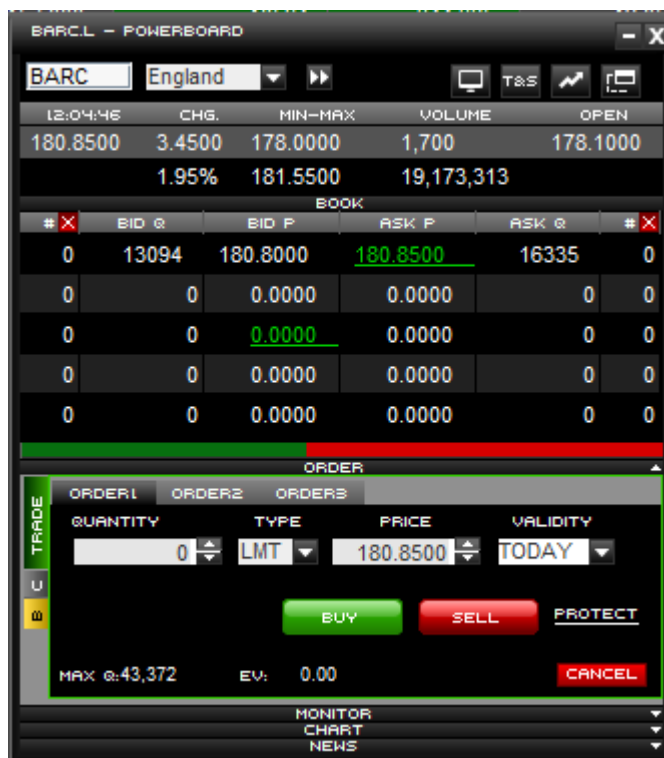 BARC.L – POWERBOARD
BARC England T&S
12:04:46 CHG. MIN-MAX VOLUME OPEN
180.8500 3.4500 178.0000 1,700 178.1000
1.95% 181.5500 19,173,313
BOOK
# X BID Q BID P ASK P ASK Q # X
0 13094 180.8000 180.8500 16335 0
0 0 0.0000 0.0000 0 0
0 0 0.0000 0.0000 0 0
0 0 0.0000 0.0000 0 0
0 0 0.0000 0.0000 0 0
ORDER
TRADE
U
B
ORDER1 ORDER2 ORDER3
QUANTITY TYPE PRICE VALIDITY
0 LMT 180.8500 TODAY
BUY SELL PROTECT
MAX Q:43,372 EV: 0.00 CANCEL
MONITOR
CHART
NEWS